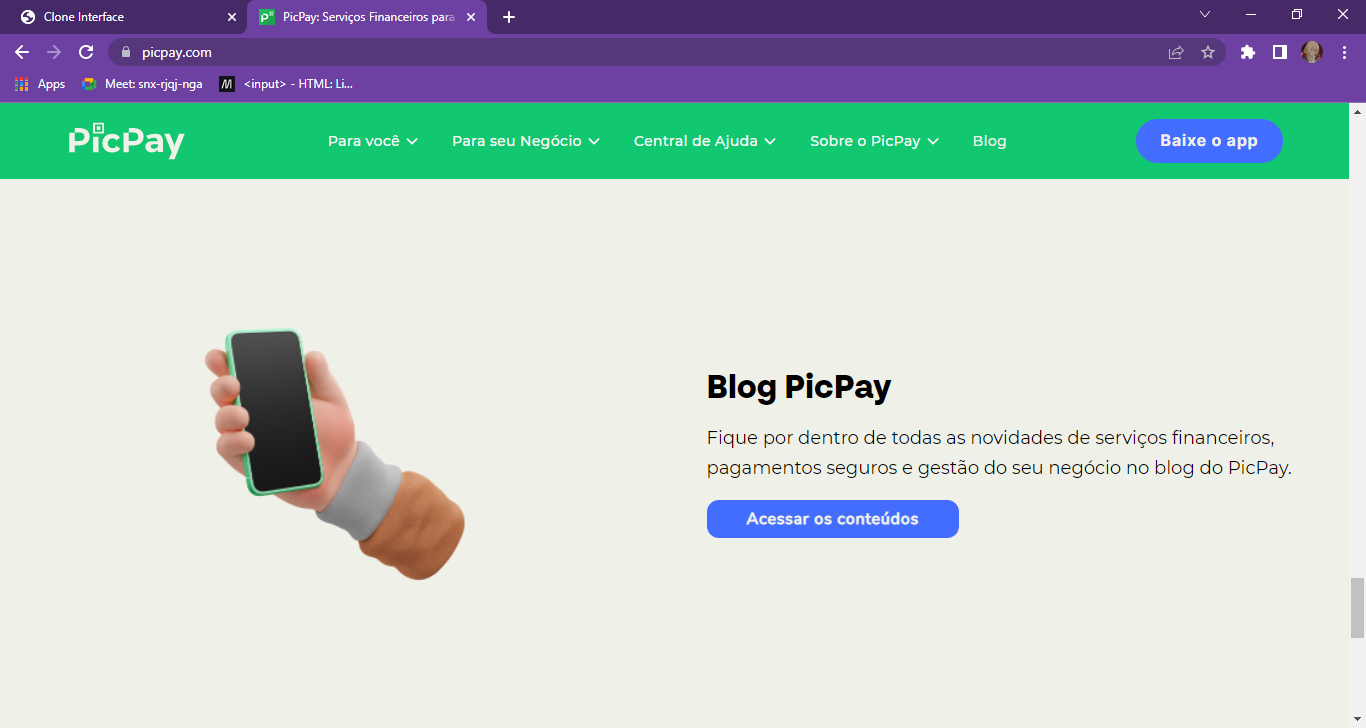 Clone Interface
PicPay: Serviços Financeiros para
picpay.com
Apps
Meet: snx-rjqj-nga
<input> - HTML: Li...
PicPay
Para você
Para seu Negócio
Central de Ajuda
Sobre o PicPay
Blog
Baixe o app
Blog PicPay
Fique por dentro de todas as novidades de serviços financeiros,
pagamentos seguros e gestão do seu negócio no blog do PicPay.
Acessar os conteúdos